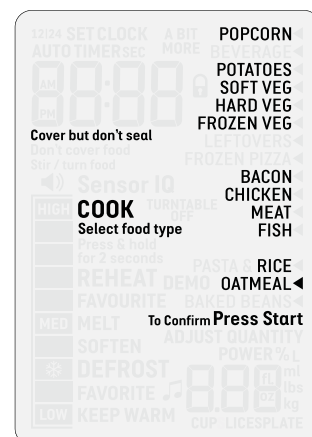 12|24 SET CLOCK A BIT POPCORN◀
AUTO TIMER SEC MORE BEVERAGE◀
POTATOES
AM 88:88 SOFT VEG
PM HARD VEG
FROZEN VEG
Cover but don't seal LEFTOVERS◀
Don't cover food
Stir / turn food FROZEN PIZZA◀
Sensor IQ BACON
HIGH COOK TURNTABLE OFF CHICKEN
MEAT
Select food type FISH
Press & hold
for 2 seconds PASTA & RICE
REHEAT DEMO OATMEAL◀
FAVOURITE BAKED BEANS◀
MED MELT To Confirm Press Start
SOFTEN ADJUST QUANTITY
POWER % L
DEFROST 8.88 fl. oz ml
FAVORITE lbs
kg
LOW KEEP WARM CUP LICESPLATE